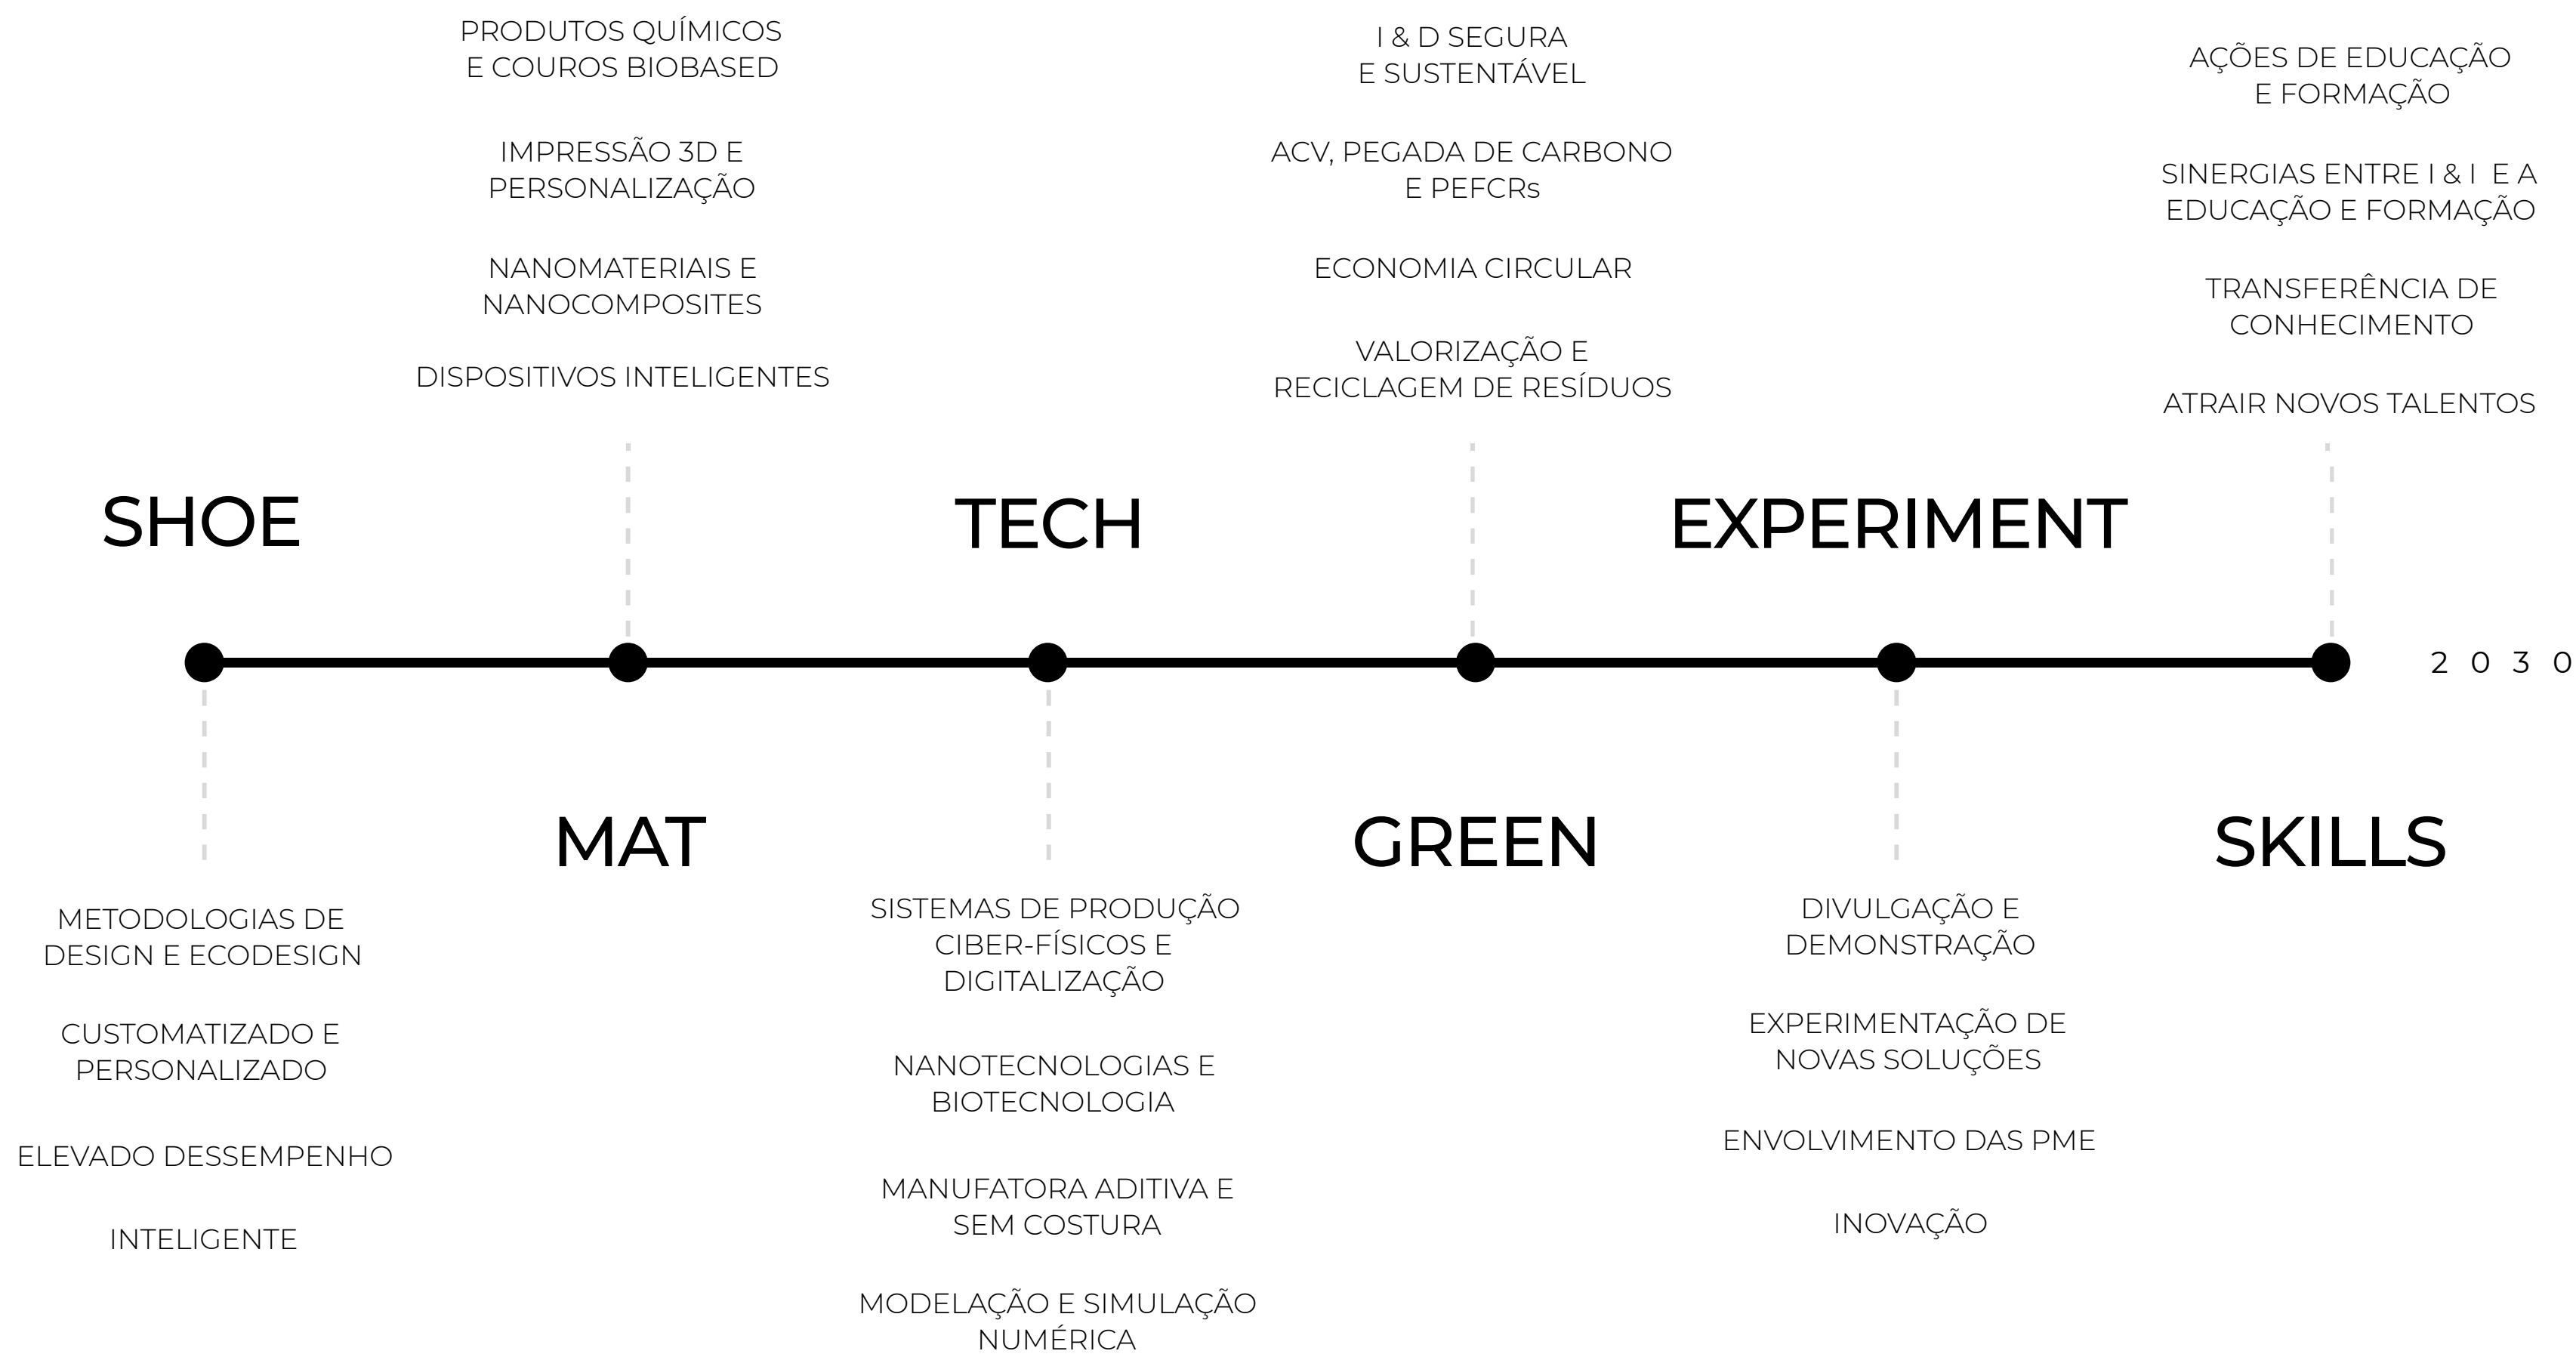 PRODUTOS QUÍMICOS
E COUROS BIOBASED
IMPRESSÃO 3D E
PERSONALIZAÇÃO
NANOMATERIAIS E
NANOCOMPOSITES
DISPOSITIVOS INTELIGENTES
I & D SEGURA
E SUSTENTÁVEL
ACV, PEGADA DE CARBONO
E PEFCRs
ECONOMIA CIRCULAR
VALORIZAÇÃO E
RECICLAGEM DE RESÍDUOS
AÇÕES DE EDUCAÇÃO
E FORMAÇÃO
SINERGIAS ENTRE I & I E A
EDUCAÇÃO E FORMAÇÃO
TRANSFERÊNCIA DE
CONHECIMENTO
ATRAIR NOVOS TALENTOS
SHOE
TECH
EXPERIMENT
2 0 3 0
MAT
GREEN
SKILLS
METODOLOGIAS DE
DESIGN E ECODESIGN
CUSTOMATIZADO E
PERSONALIZADO
ELEVADO DESSEMPENHO
INTELIGENTE
SISTEMAS DE PRODUÇÃO
CIBER-FÍSICOS E
DIGITALIZAÇÃO
NANOTECNOLOGIAS E
BIOTECNOLOGIA
MANUFATORA ADITIVA E
SEM COSTURA
MODELAÇÃO E SIMULAÇÃO
NUMÉRICA
DIVULGAÇÃO E
DEMONSTRAÇÃO
EXPERIMENTAÇÃO DE
NOVAS SOLUÇÕES
ENVOLVIMENTO DAS PME
INOVAÇÃO